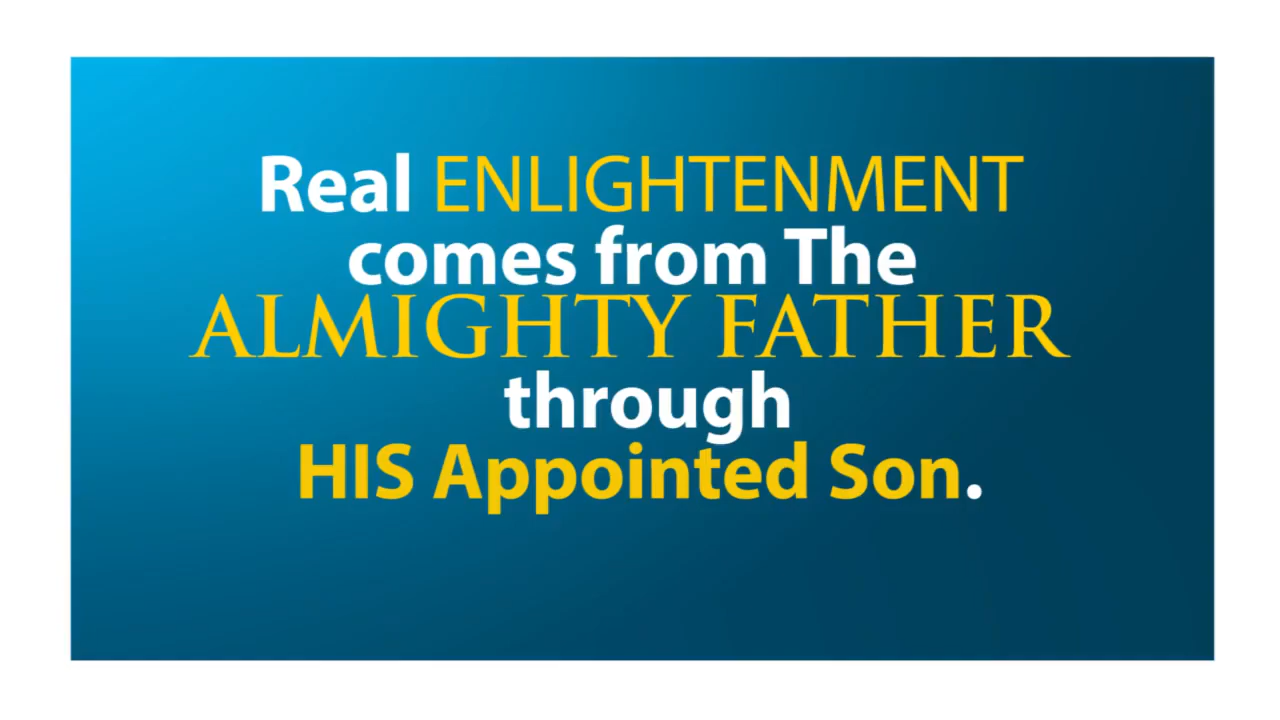 Real ENLIGHTENMENT
comes from The
ALMIGHTY FATHER
through
HIS Appointed Son.